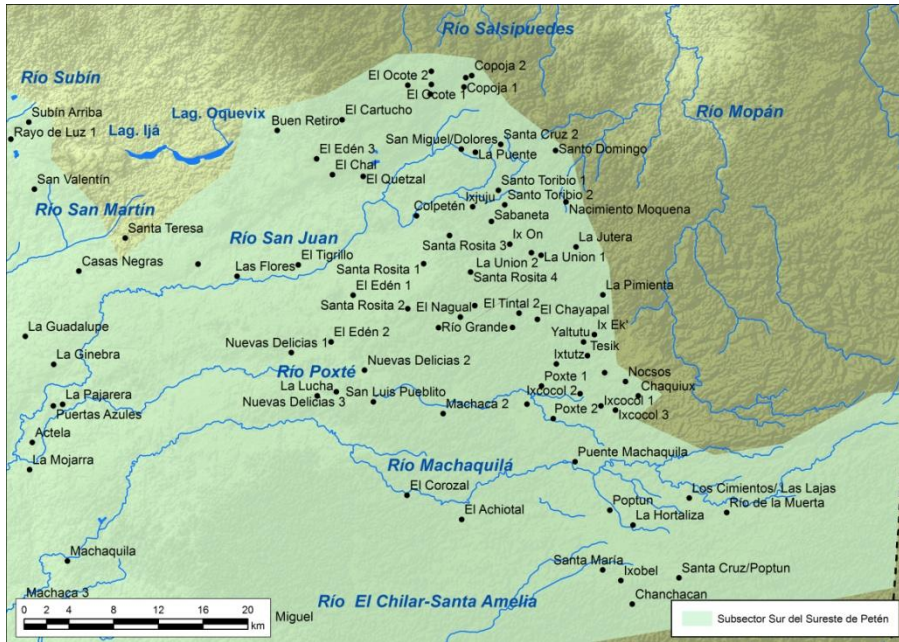 Río Salsipuedes
Copoja 2
El Ocote 2
Río Subín
Copoja 1
El Ocote 1
Río Mopán
Subín Arriba
El Cartucho
Lag. Oquevix
Buen Retiro
Rayo de Luz 1
Santa Cruz 2
San Miguel/Dolores
Lag. Ijá
El Edén 3
La Puente
Santo Domingo
El Chal
El Quetzal
San Valentín
Santo Toribio 1
Ixjuju
Santo Toribio 2
Río San Martín
Colpetén
Nacimiento Moquena
Sabaneta
Santa Teresa
Río San Juan
Santa Rosita 3
Ix On
La Jutera
El Tigrillo
La Union 1
Casas Negras
Las Flores
Santa Rosita 1
La Union 2
Santa Rosita 4
El Edén 1
La Pimienta
Santa Rosita 2
El Nagual
El Tintal 2
El Chayapal
La Guadalupe
Río Grande
Ix Ek'
Yaltutu
El Edén 2
Nuevas Delicias 1
Tesik
La Ginebra
Nuevas Delicias 2
Ixtutz
Río Poxté
Nocsos
Poxte 1
La Lucha
San Luis Pueblito
Chaquiux
La Pajarera
Ixcocol 2
Nuevas Delicias 3
Machaca 2
Ixcocol 1
Puertas Azules
Poxte 2
Ixcocol 3
Actela
La Mojarra
Río Machaquilá
Puente Machaquila
El Corozal
Los Cimientos/ Las Lajas
Poptun
Río de la Muerta
El Achiotal
La Hortaliza
Machaquila
Santa María
Santa Cruz/Poptun
Ixobel
Machaca 3
Río El Chilar-Santa Amelia
Chanchacan
0 2 4 8 12 16 20
km
Miguel
Subsector Sur del Sureste de Petén